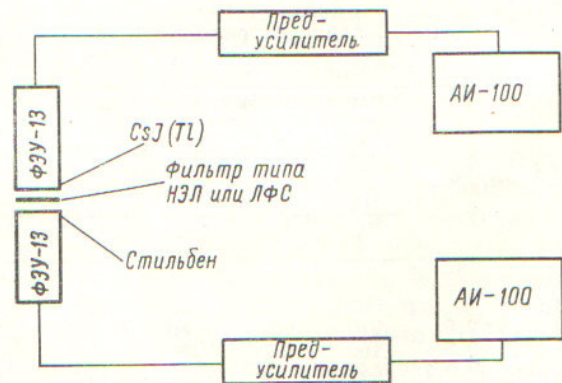 Пред-
усилитель
АИ-100
ФЭУ-13
CsJ(Tl)
Фильтр типа
НЭЛ или ЛФС
ФЭУ-13
Стильбен
АИ-100
Пред-
усилитель